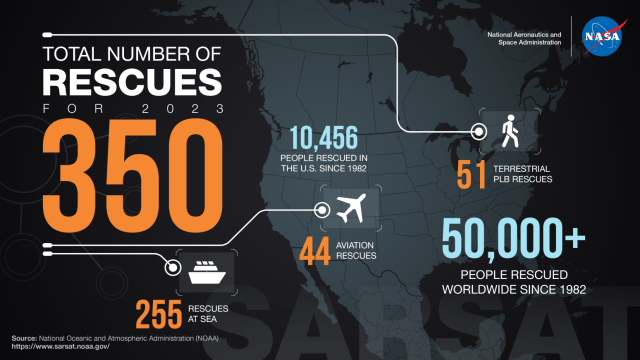 National Aeronautics and
Space Administration
NASA
TOTAL NUMBER OF
RESCUES
FOR 2023
350
10,456
PEOPLE RESCUED IN
THE U.S. SINCE 1982
51 TERRESTRIAL
PLB RESCUES
44 AVIATION
RESCUES
50,000+
PEOPLE RESCUED
WORLDWIDE SINCE 1982
255 RESCUES
AT SEA
SARSAT
Source: National Oceanic and Atmospheric Administration (NOAA)
https://www.sarsat.noaa.gov/